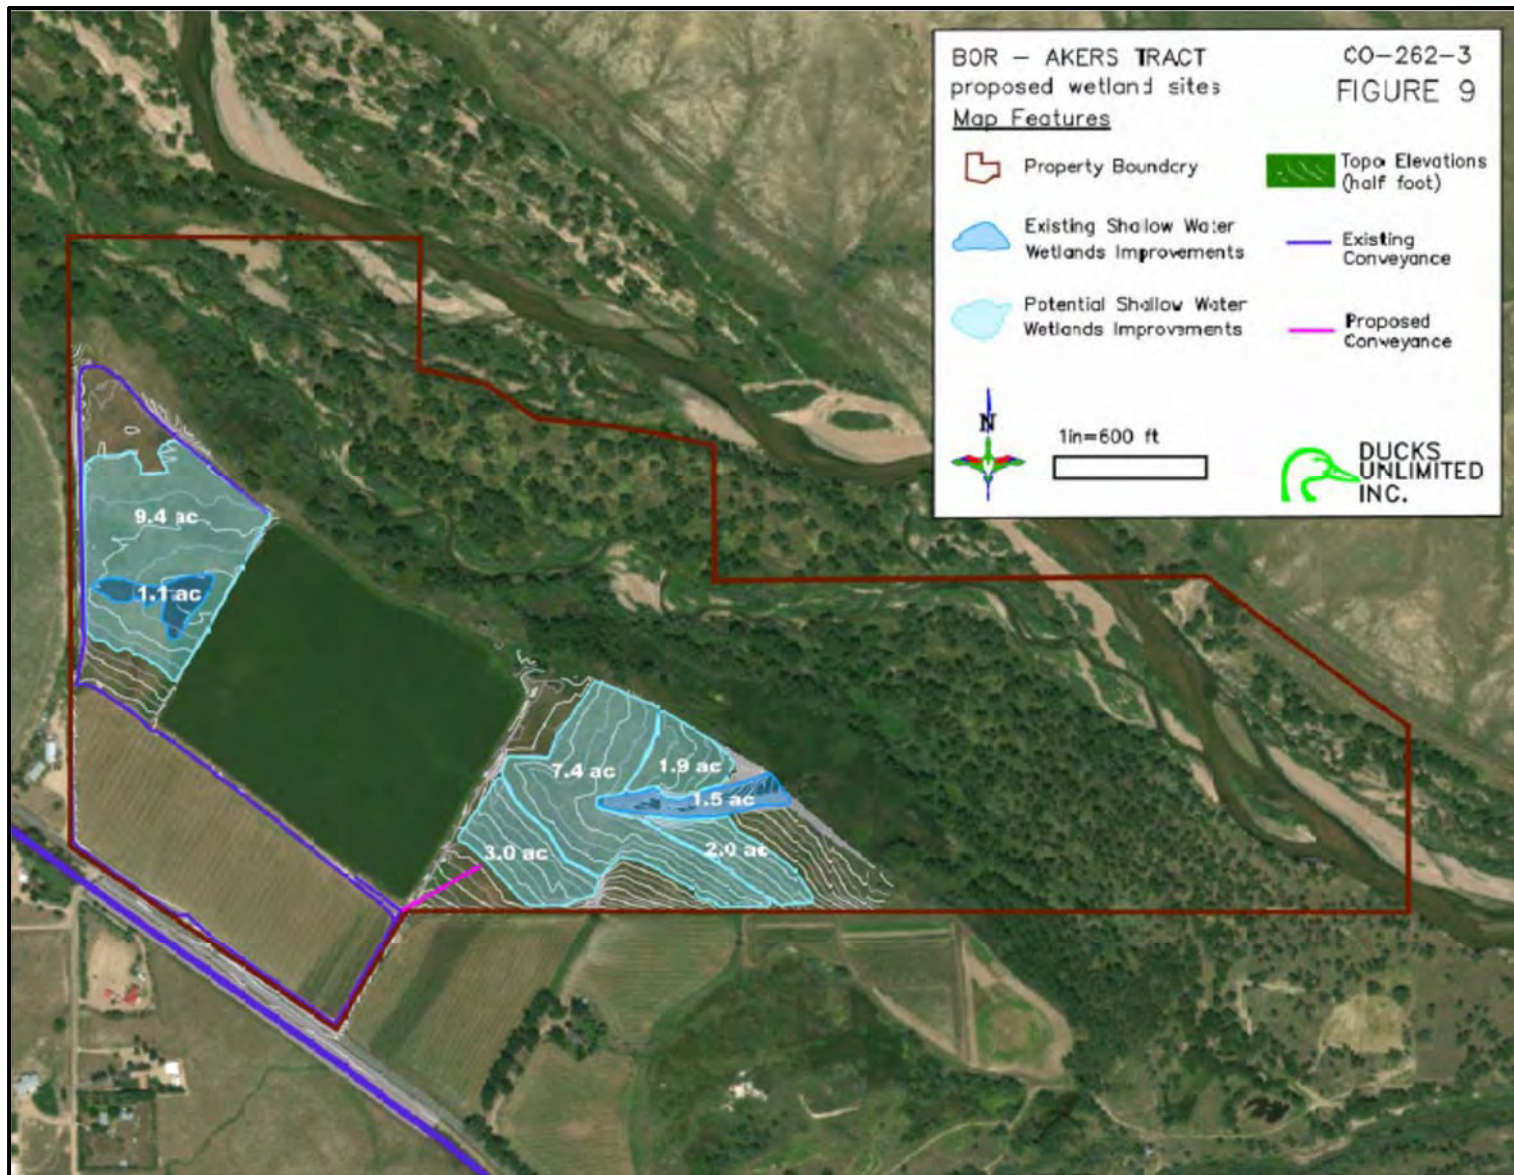 BOR – AKERS TRACT
CO–262–3
proposed wetland sites
FIGURE 9
Map Features
Property Boundcry
Topo Elevations
(half foot)
Existing Shallow Water
Wetlands Improvements
Existing
Conveyance
Potential Shallow Water
Wetlands Improvements
Proposed
Conveyance
N
1in=600 ft
DUCKS
UNLIMITED
INC.
9.4 ac
1.1 ac
7.4 ac
1.9 ac
1.5 ac
3.0 ac
2.0 ac